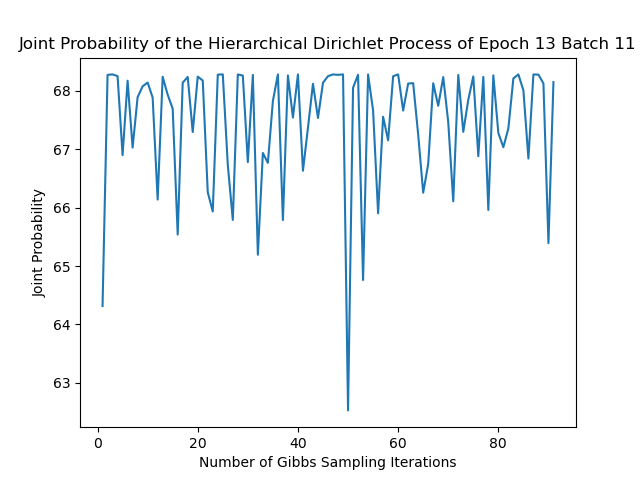 Joint Probability of the Hierarchical Dirichlet Process of Epoch 13 Batch 11
Joint Probability
68
67
66
65
64
63
0 20 40 60 80
Number of Gibbs Sampling Iterations